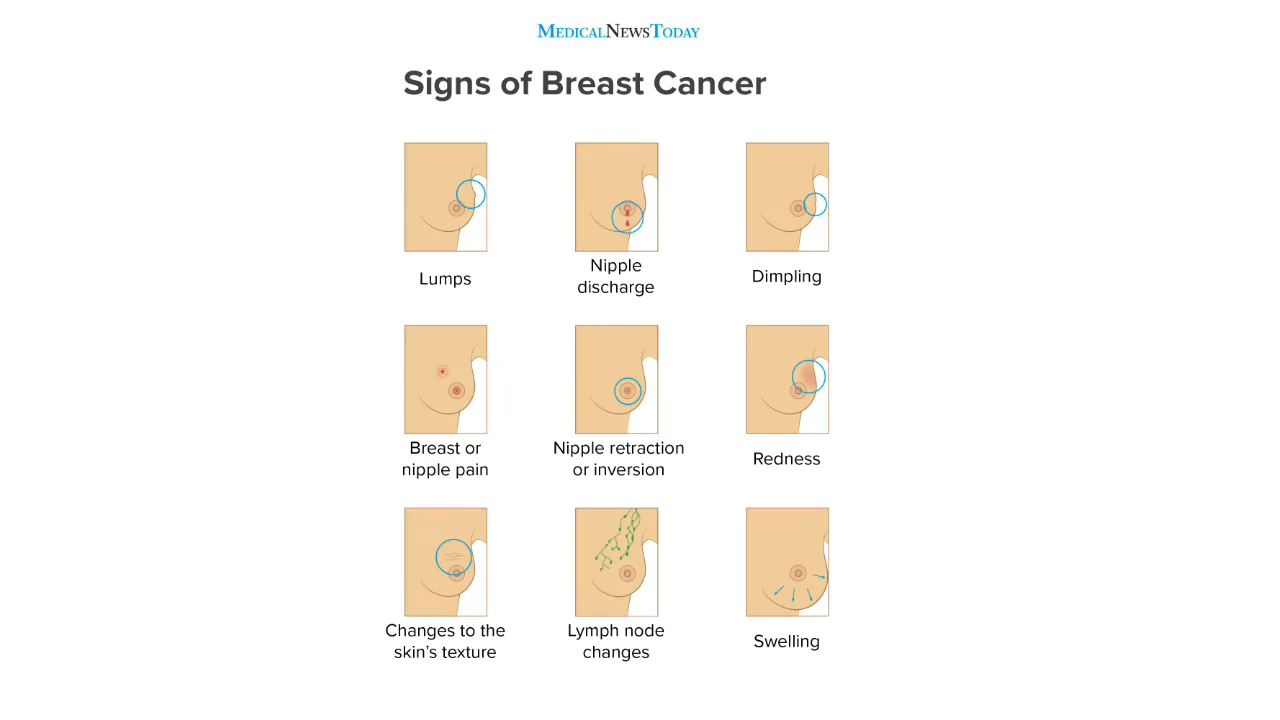 MEDICALNEWSTODAY
Signs of Breast Cancer
Lumps
Nipple
discharge
Dimpling
Breast or
nipple pain
Nipple retraction
or inversion
Redness
Changes to the
skin's texture
Lymph node
changes
Swelling